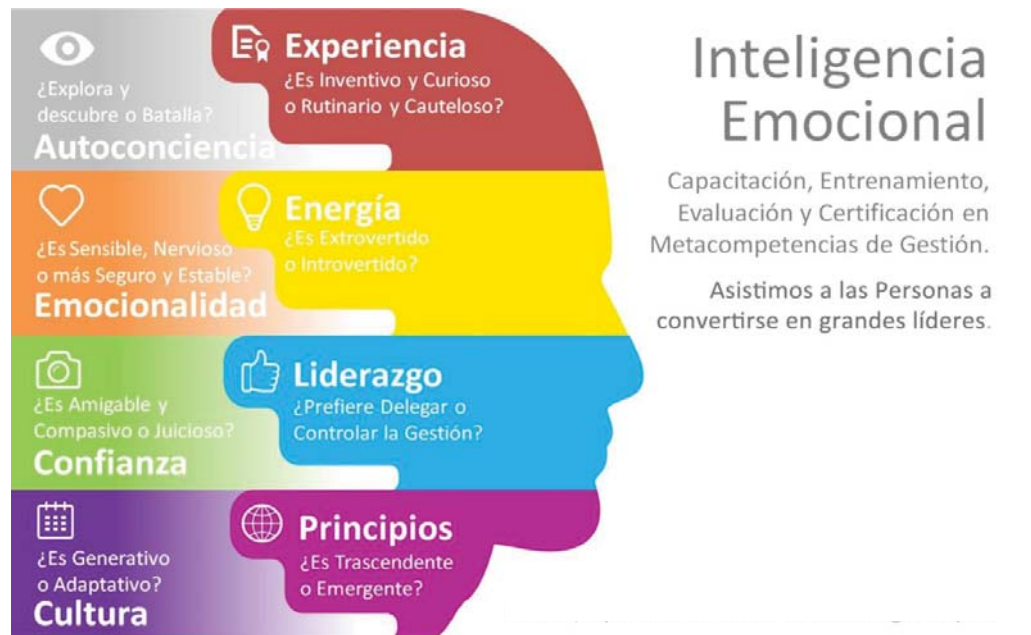 ¿Explora y
descubre o Batalla?
Autoconciencia
Experiencia
¿Es Inventivo y Curioso
o Rutinario y Cauteloso?
¿Es Sensible, Nervioso
o más Seguro y Estable?
Emocionalidad
Energía
¿Es Extrovertido
o Introvertido?
¿Es Amigable y
Compasivo o Juicioso?
Confianza
Liderazgo
¿Prefiere Delegar o
Controlar la Gestión?
¿Es Generativo
o Adaptativo?
Cultura
Principios
¿Es Trascendente
o Emergente?
Inteligencia
Emocional
Capacitación, Entrenamiento,
Evaluación y Certificación en
Metacompetencias de Gestión.
Asistimos a las Personas a
convertirse en grandes líderes.